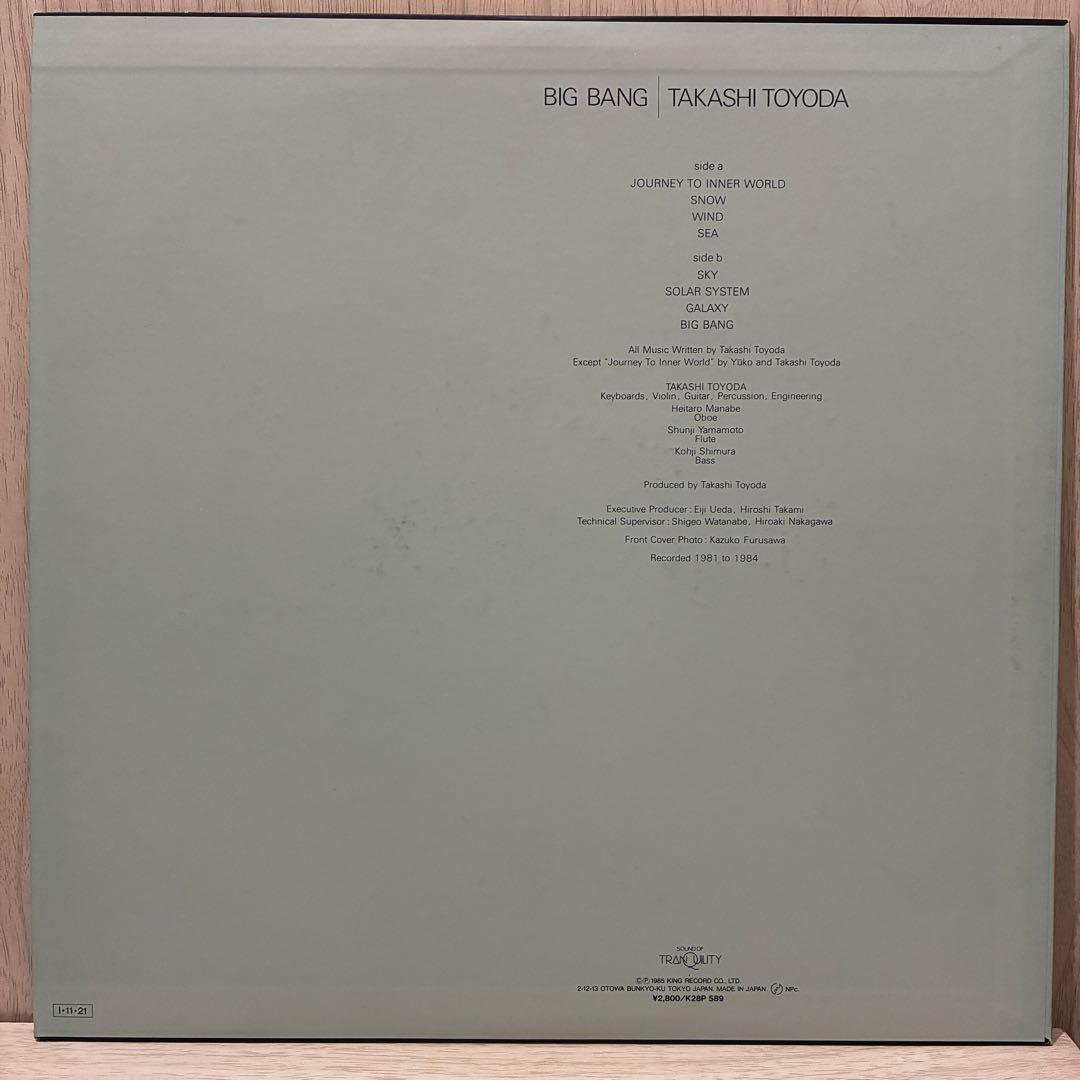 BIG BANG | TAKASHI TOYODA
side a
JOURNEY TO INNER WORLD
SNOW
WIND
SEA
side b
SKY
SOLAR SYSTEM
GALAXY
BIG BANG
All Music Written by Takashi Toyoda
Except "Journey To Inner World" by Yūko and Takashi Toyoda
TAKASHI TOYODA
Keyboards, Violin, Guitar, Percussion, Engineering
Heitaro Manabe
Oboe
Shunji Yamamoto
Flute
Kohji Shimura
Bass
Produced by Takashi Toyoda
Executive Producer : Eiji Ueda, Hiroshi Takami
Technical Supervisor : Shigeo Watanabe, Hiroaki Nakagawa
Front Cover Photo : Kazuko Furusawa
Recorded 1981 to 1984
SOUND OF
TRANQUILITY
©℗ 1985 KING RECORD CO., LTD.
2-12-13 OTOWA BUNKYO-KU TOKYO JAPAN. MADE IN JAPAN. NPc.
¥2,800/K28P 589
I•11•21